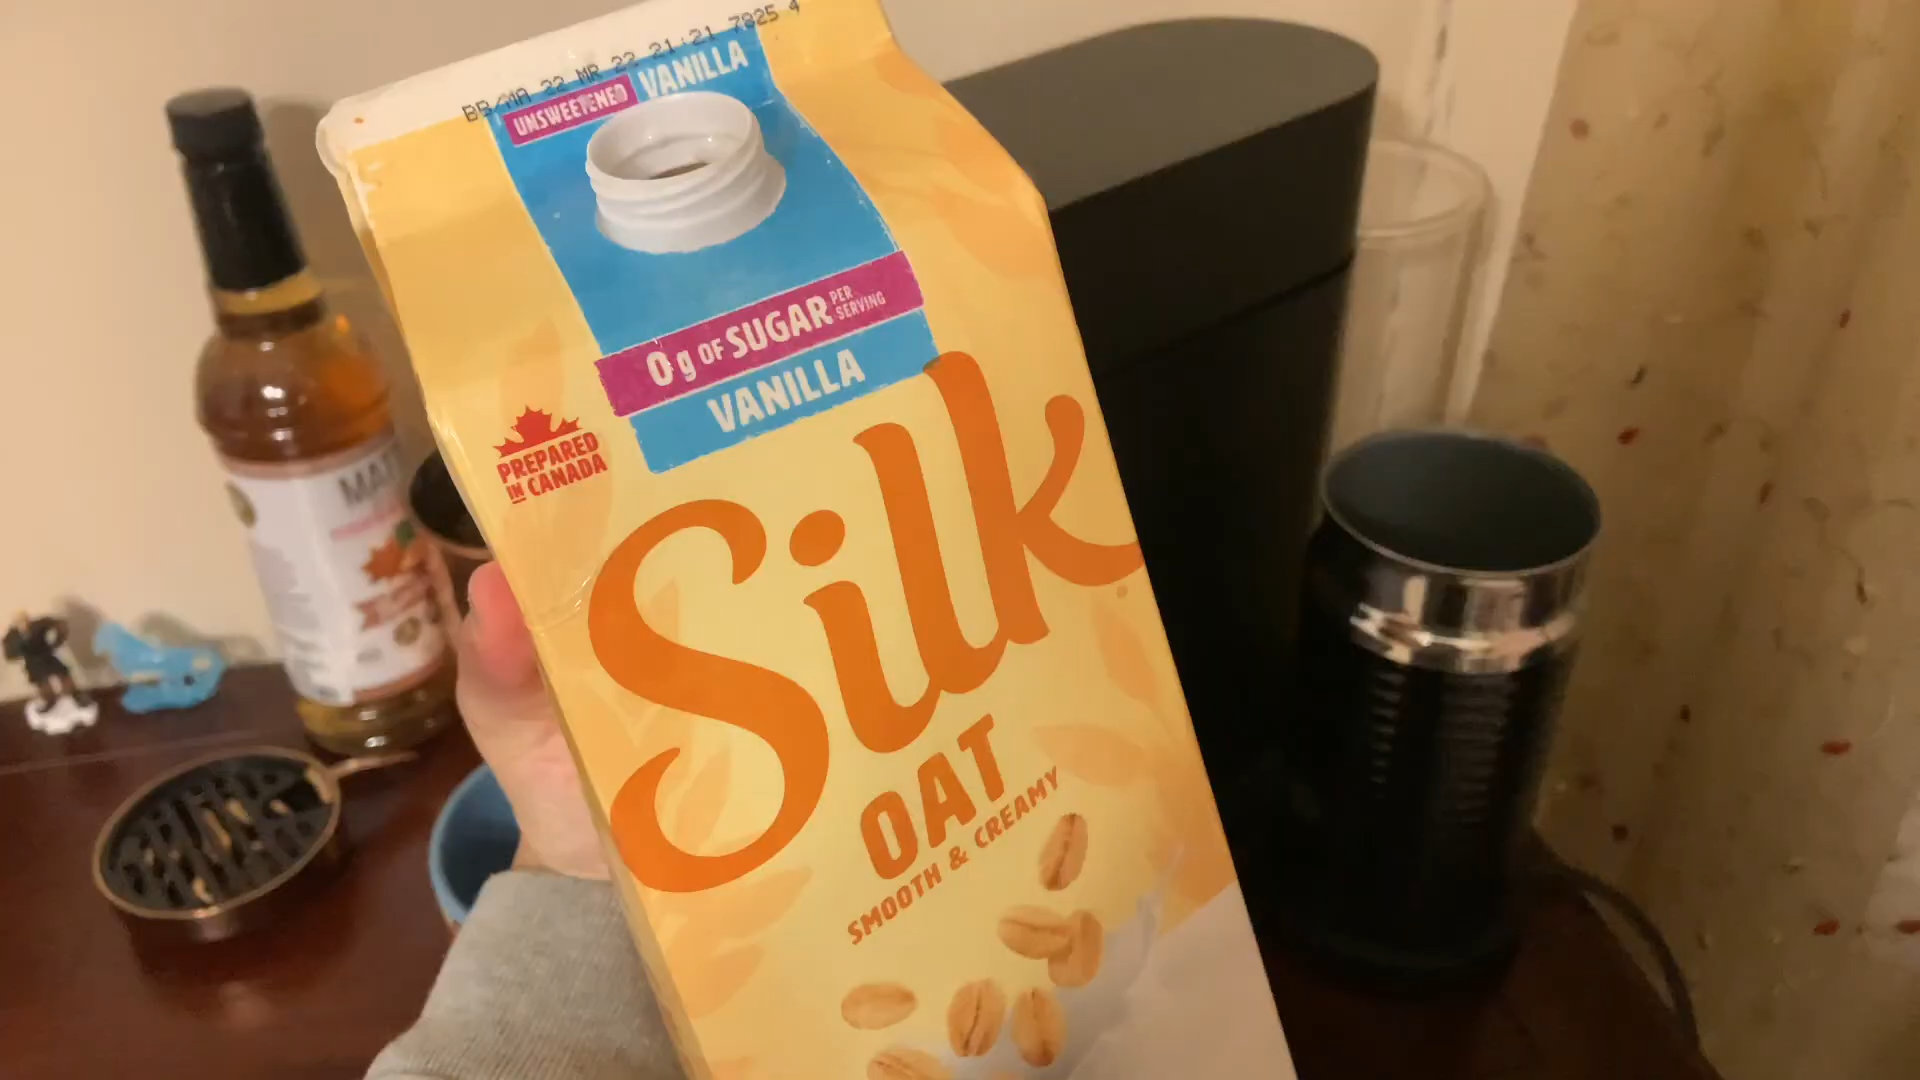 BB/MA 22 MR 22 21:21 7825 4
UNSWEETENED VANILLA
0g OF SUGAR PER SERVING
VANILLA
PREPARED
IN CANADA
Silk
OAT
SMOOTH & CREAMY